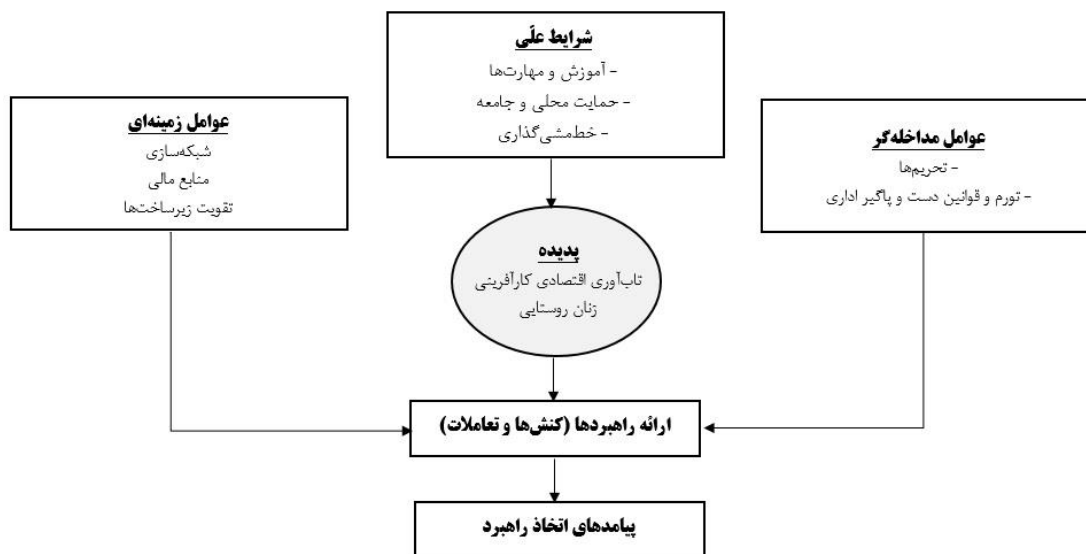 شرایط علّی
- آموزش و مهارت‌ها
- حمایت محلی و جامعه
- خط‌مشی‌گذاری
عوامل مداخله‌گر
- تحریم‌ها
- تورم و قوانین دست و پاگیر اداری
عوامل زمینه‌ای
شبکه‌سازی
منابع مالی
تقویت زیرساخت‌ها
پدیده
تاب‌آوری اقتصادی کارآفرینی
زنان روستایی
ارائه راهبردها (کنش‌ها و تعاملات)
پیامدهای اتخاذ راهبرد